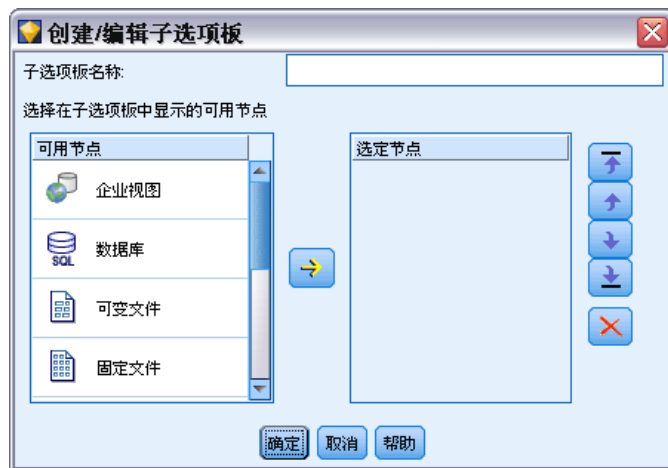 创建/编辑子选项板
子选项板名称:
选择在子选项板中显示的可用节点
可用节点
选定节点
企业视图
SQL
数据库
可变文件
固定文件
确定
取消
帮助